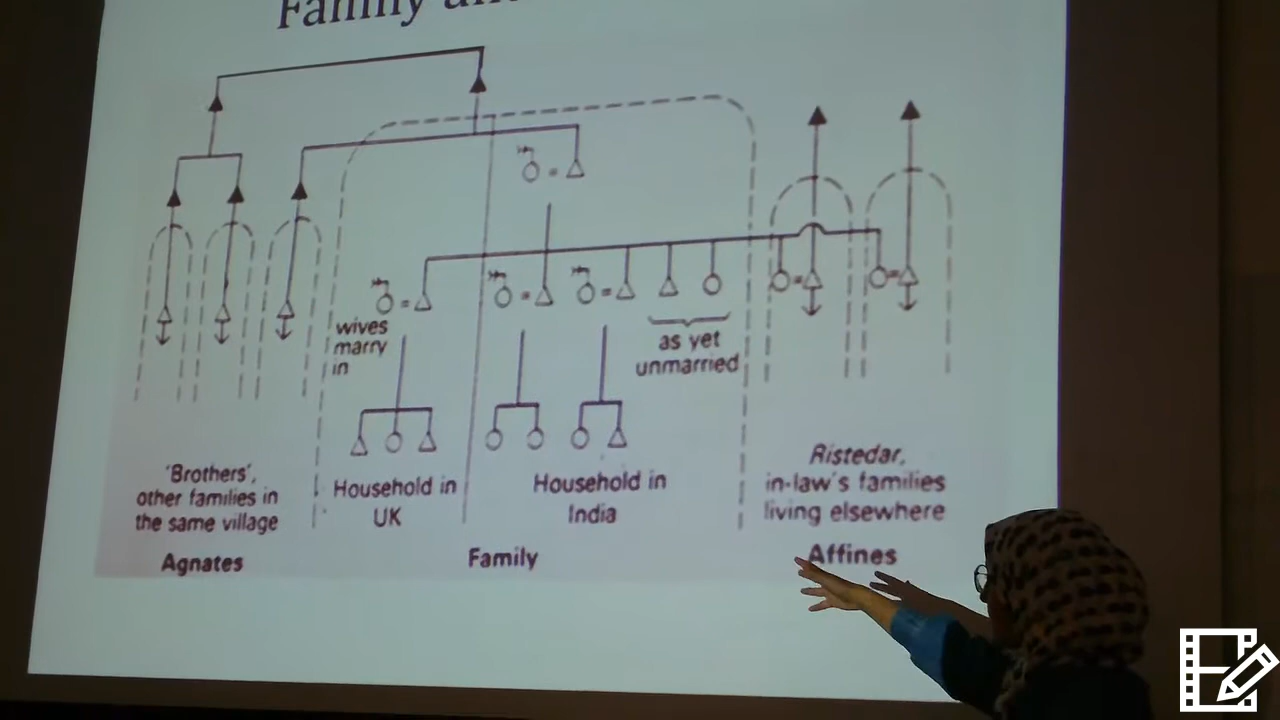 Family
wives
marry
in
as yet
unmarried
'Brothers',
other families in
the same village
Agnates
Household in
UK
Household in
India
Family
Ristedar,
in-law's families
living elsewhere
Affines